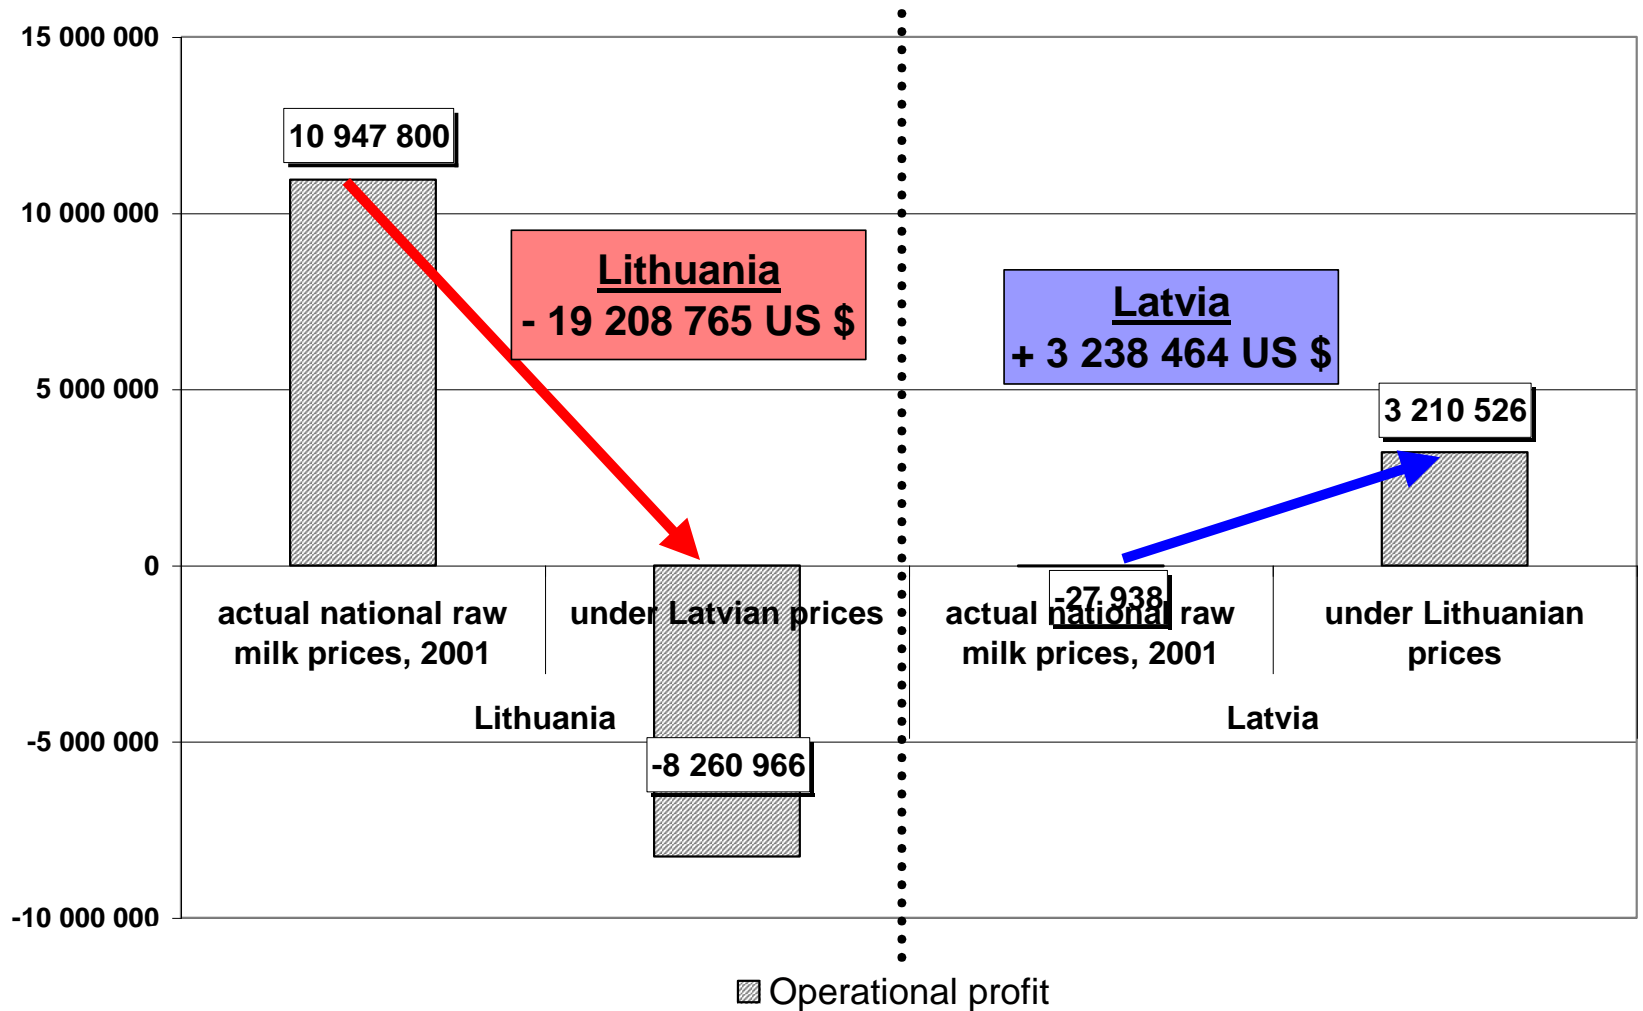 15 000 000
10 000 000
5 000 000
0
-5 000 000
-10 000 000
10 947 800
Lithuania
- 19 208 765 US $
Latvia
+ 3 238 464 US $
3 210 526
-27 938
-8 260 966
actual national raw
milk prices, 2001
under Latvian prices
actual national raw
milk prices, 2001
under Lithuanian
prices
Lithuania
Latvia
Operational profit